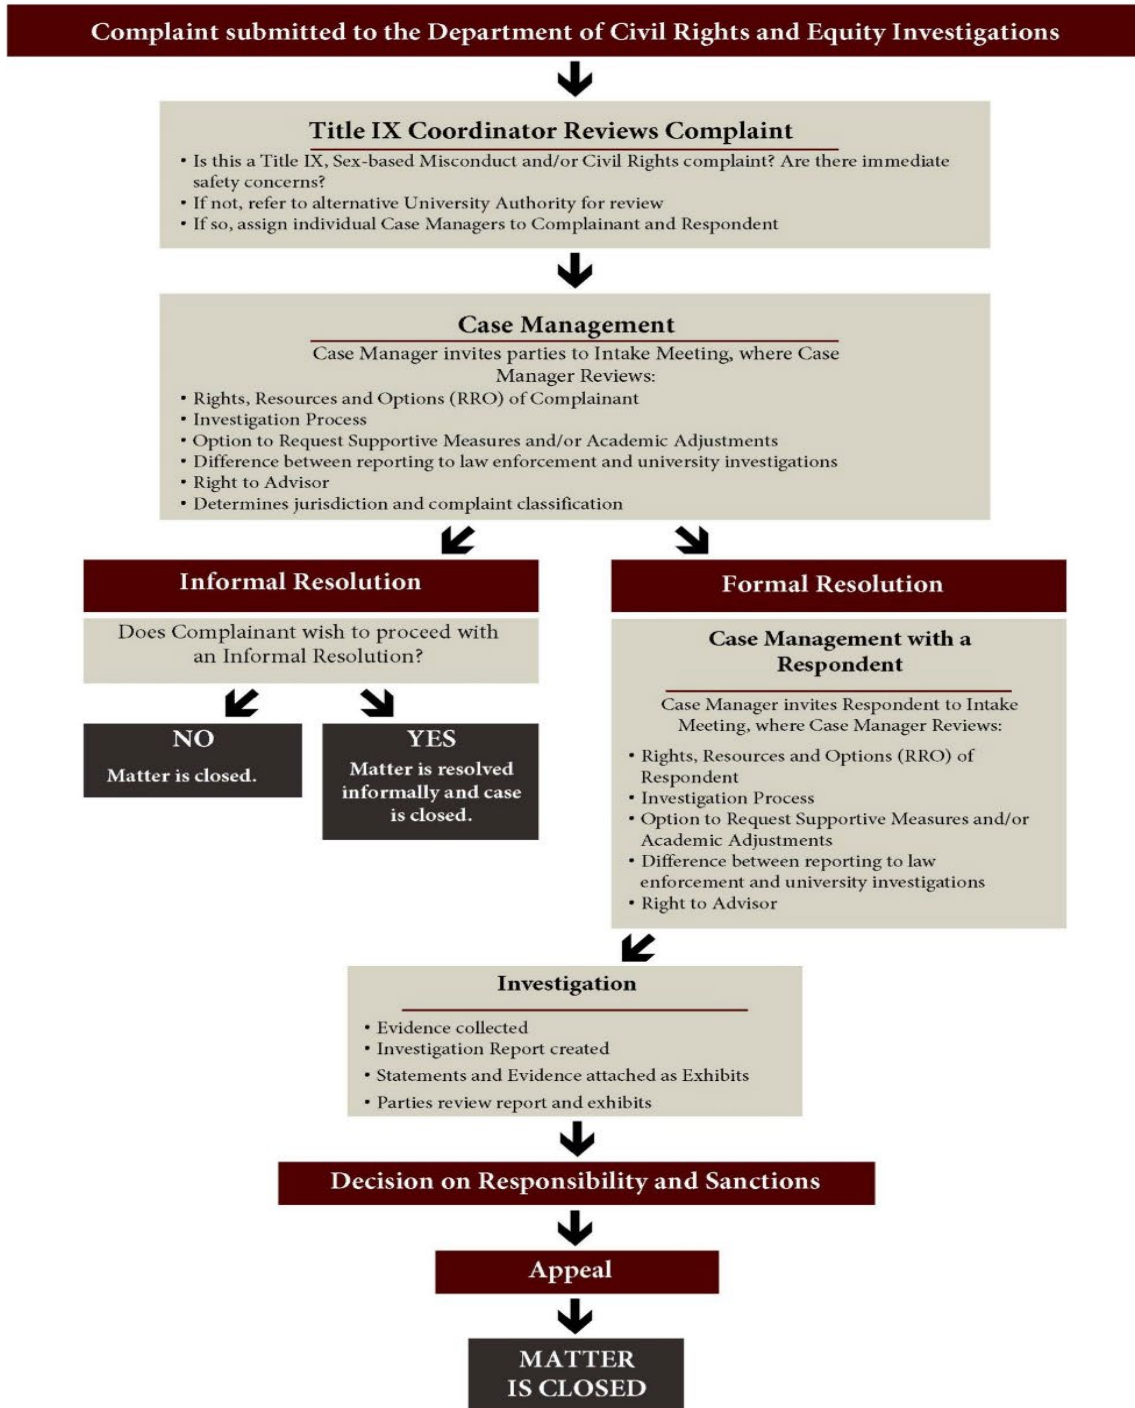 Complaint submitted to the Department of Civil Rights and Equity Investigations
Title IX Coordinator Reviews Complaint
• Is this a Title IX, Sex-based Misconduct and/or Civil Rights complaint? Are there immediate
safety concerns?
• If not, refer to alternative University Authority for review
• If so, assign individual Case Managers to Complainant and Respondent
Case Management
Case Manager invites parties to Intake Meeting, where Case
Manager Reviews:
• Rights, Resources and Options (RRO) of Complainant
• Investigation Process
• Option to Request Supportive Measures and/or Academic Adjustments
• Difference between reporting to law enforcement and university investigations
• Right to Advisor
• Determines jurisdiction and complaint classification
Informal Resolution
Does Complainant wish to proceed with
an Informal Resolution?
NO
Matter is closed.
YES
Matter is resolved
informally and case
is closed.
Formal Resolution
Case Management with a
Respondent
Case Manager invites Respondent to Intake
Meeting, where Case Manager Reviews:
• Rights, Resources and Options (RRO) of
Respondent
• Investigation Process
• Option to Request Supportive Measures and/or
Academic Adjustments
• Difference between reporting to law
enforcement and university investigations
• Right to Advisor
Investigation
• Evidence collected
• Investigation Report created
• Statements and Evidence attached as Exhibits
• Parties review report and exhibits
Decision on Responsibility and Sanctions
Appeal
MATTER
IS CLOSED